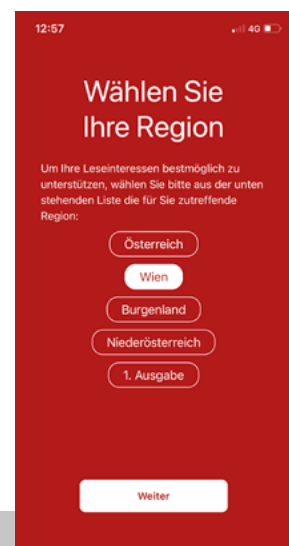 12:57
4G
Wählen Sie
Ihre Region
Um Ihre Leseinteressen bestmöglich zu
unterstützen, wählen Sie bitte aus der unten
stehenden Liste die für Sie zutreffende
Region:
Österreich
Wien
Burgenland
Niederösterreich
1. Ausgabe
Weiter